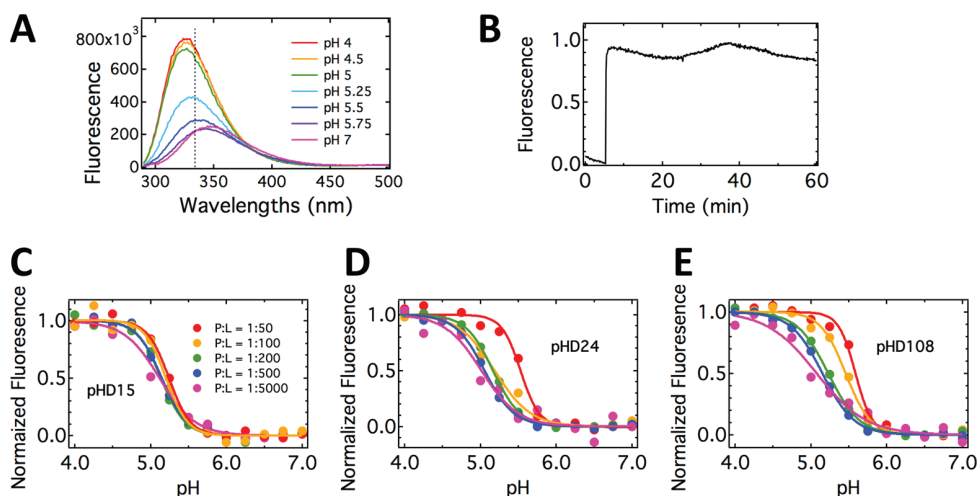 A
Fluorescence
800x10³
600
400
200
0
pH 4
pH 4.5
pH 5
pH 5.25
pH 5.5
pH 5.75
pH 7
300
350
400
450
500
Wavelengths (nm)
B
Fluorescence
1.0
0.5
0.0
0
20
40
60
Time (min)
C
Normaized Fluorescence
1.0
0.5
0.0
P:L = 1:50
P:L = 1:100
P:L = 1:200
P:L = 1:500
P:L = 1:5000
pHD15
4.0
5.0
6.0
7.0
pH
D
Normalized Fluorescence
1.0
0.5
0.0
pHD24
4.0
5.0
6.0
7.0
pH
E
Normalized Fluorescence
1.0
0.5
0.0
pHD108
4.0
5.0
6.0
7.0
pH